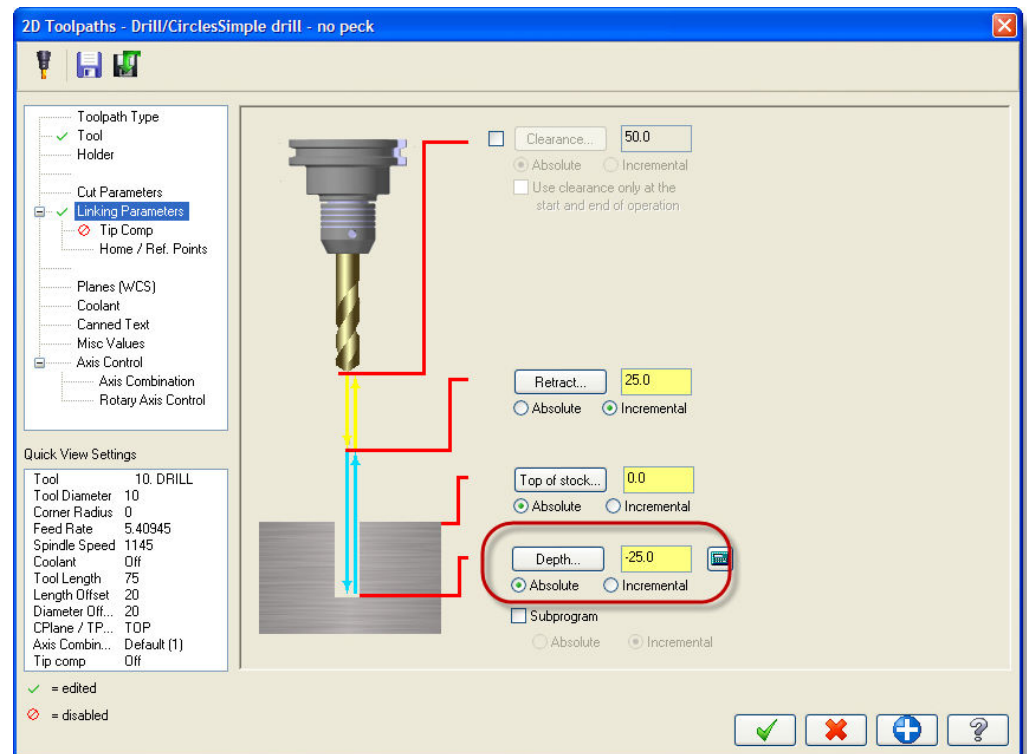 2D Toolpaths - Drill/CirclesSimple drill - no peck
Toolpath Type
Tool
Holder
Cut Parameters
Linking Parameters
Tip Comp
Home / Ref. Points
Planes (WCS)
Coolant
Canned Text
Misc Values
Axis Control
Axis Combination
Rotary Axis Control
Clearance... 50.0
Absolute Incremental
Use clearance only at the
start and end of operation
Retract... 25.0
Absolute Incremental
Top of stock... 0.0
Absolute Incremental
Depth... -25.0
Absolute Incremental
Subprogram
Absolute Incremental
Quick View Settings
Tool 10. DRILL
Tool Diameter 10
Corner Radius 0
Feed Rate 5.40945
Spindle Speed 1145
Coolant Off
Tool Length 75
Length Offset 20
Diameter Off... 20
CPlane / TP... TOP
Axis Combin... Default (1)
Tip comp Off
= edited
= disabled